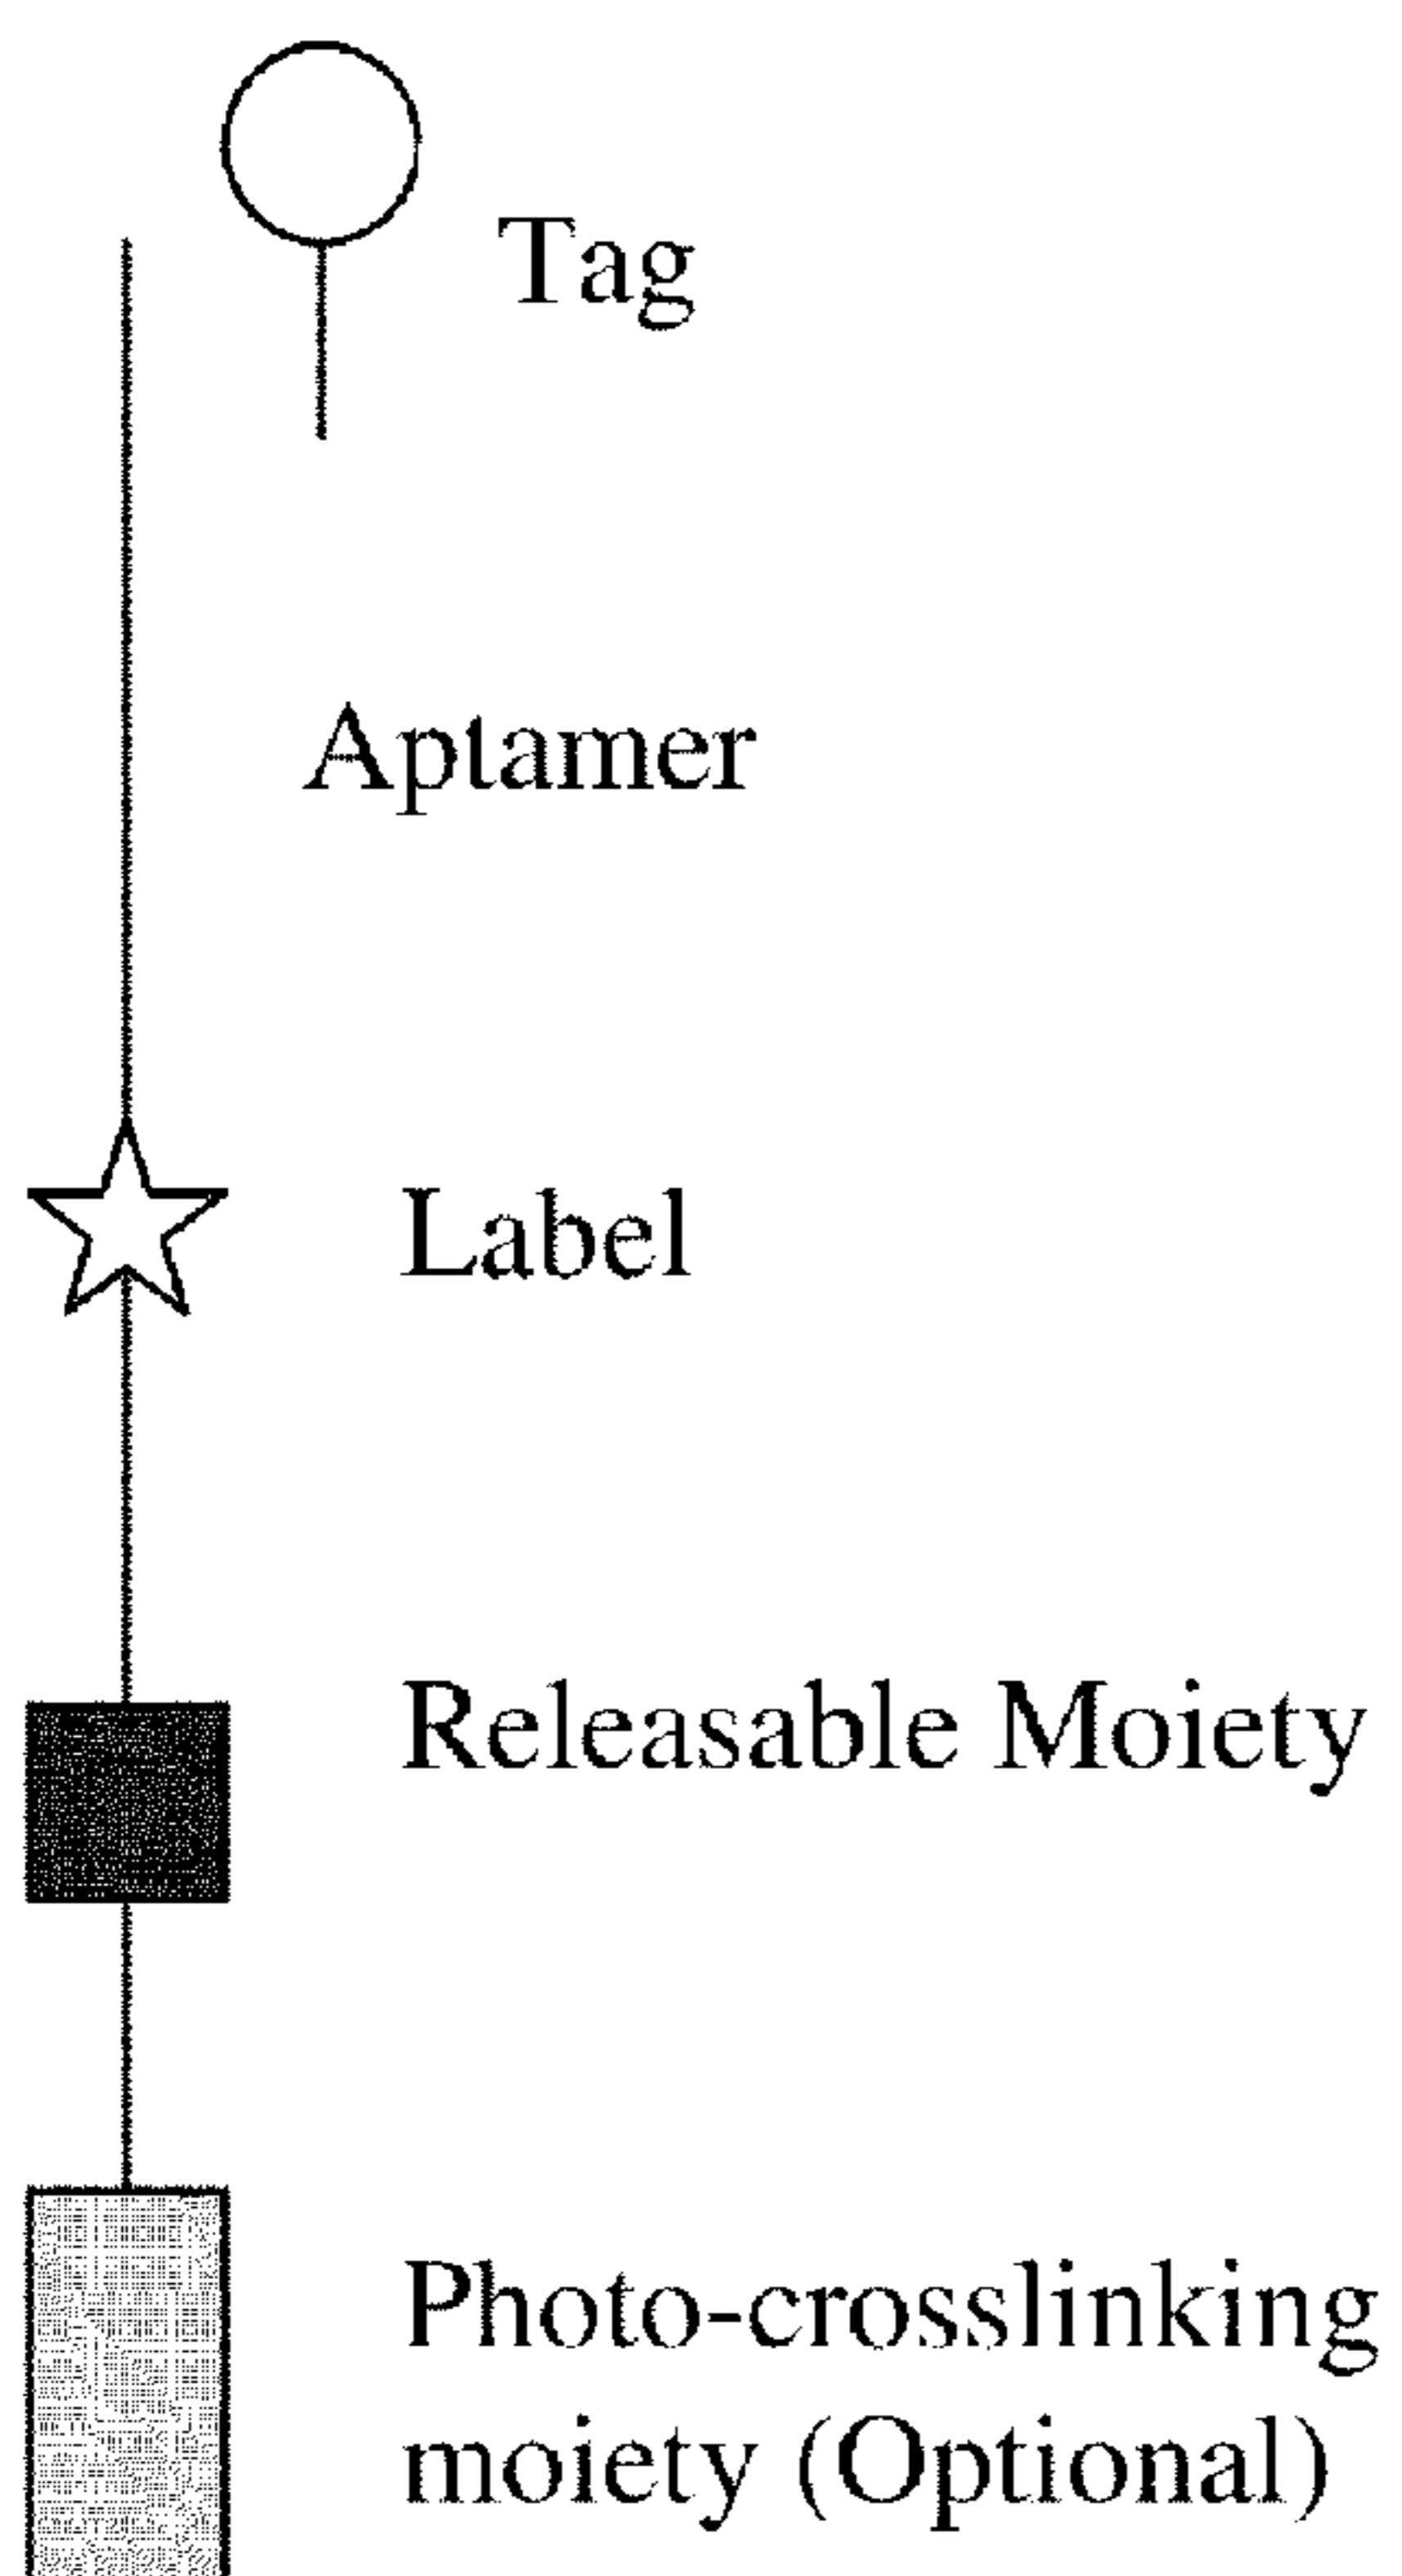 Tag
Aptamer
Label
Releasable Moiety
Photo-crosslinking
moiety (Optional)